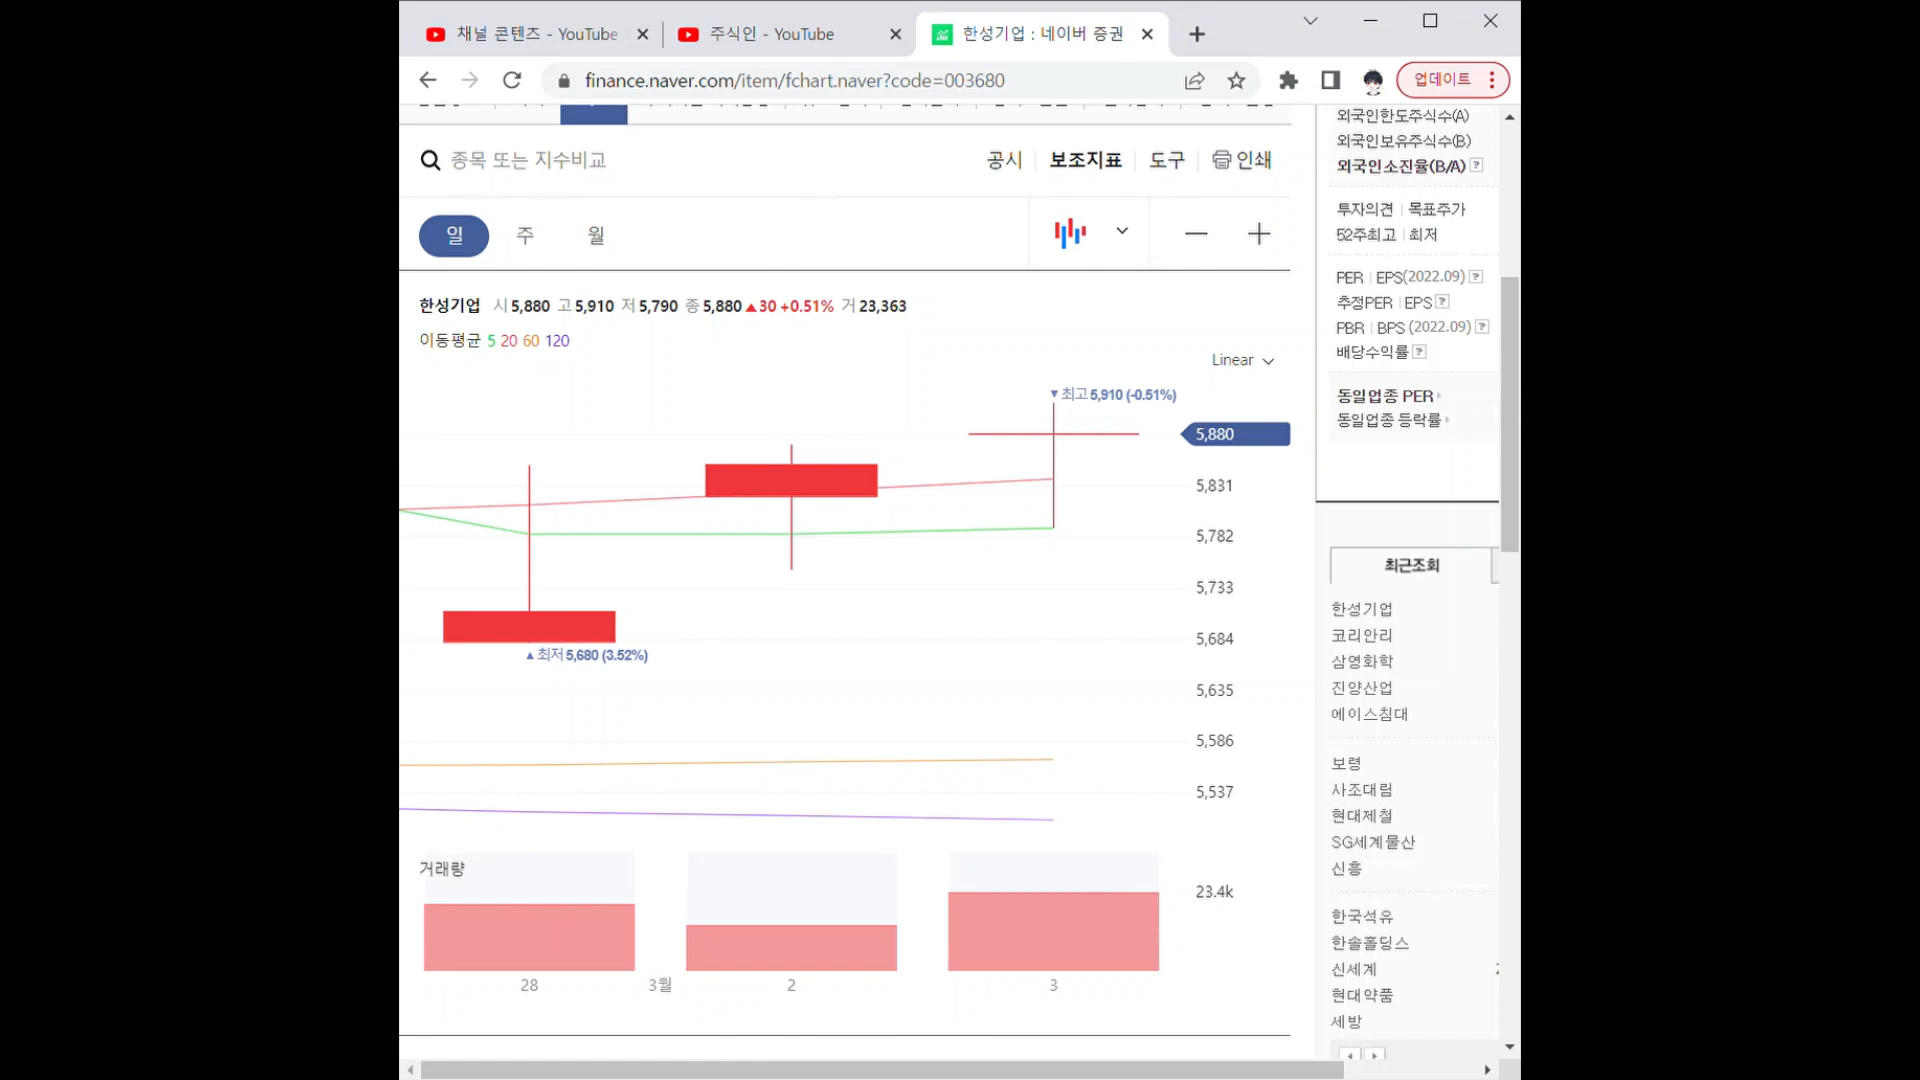 채널 콘텐츠 - YouTube
주식인 - YouTube
한성기업 : 네이버 증권
finance.naver.com/item/fchart.naver?code=003680
업데이트
종목 또는 지수비교
공시
보조지표
도구
인쇄
일
주
월
한성기업 시 5,880 고 5,910 저 5,790 종 5,880 ▲30 +0.51% 거 23,363
이동평균 5 20 60 120
Linear
▼최고 5,910 (-0.51%)
5,880
5,831
5,782
5,733
5,684
▲최저 5,680 (3.52%)
5,635
5,586
5,537
거래량
23.4k
28
3월
2
3
외국인한도주식수(A)
외국인보유주식수(B)
외국인소진율(B/A) ?
투자의견 | 목표주가
52주최고 | 최저
PER | EPS(2022.09) ?
추정PER | EPS ?
PBR | BPS (2022.09) ?
배당수익률 ?
동일업종 PER
동일업종 등락률
최근조회
한성기업
코리안리
삼영화학
진양산업
에이스침대
보령
사조대림
현대제철
SG세계물산
신흥
한국석유
한솔홀딩스
신세계
현대약품
세방